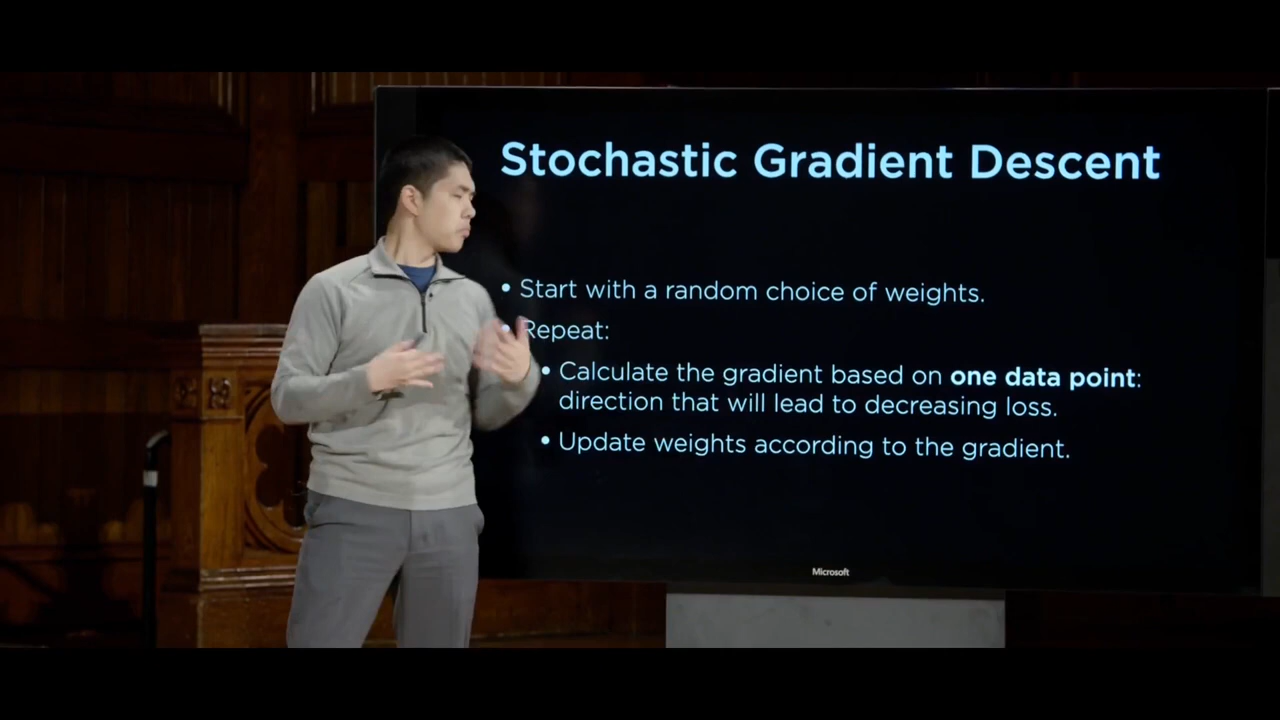 Stochastic Gradient Descent
• Start with a random choice of weights.
• Repeat:
• Calculate the gradient based on one data point:
direction that will lead to decreasing loss.
• Update weights according to the gradient.
Microsoft